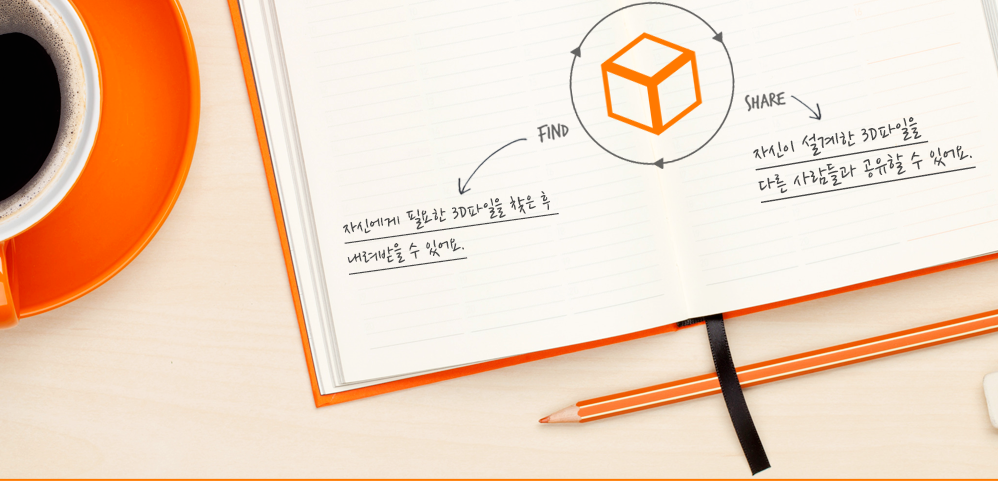 FIND
자신에게 필요한 3D파일을 찾은 후
내려받을 수 있어요.
SHARE
자신이 설계한 3D파일을
다른 사람들과 공유할 수 있어요.